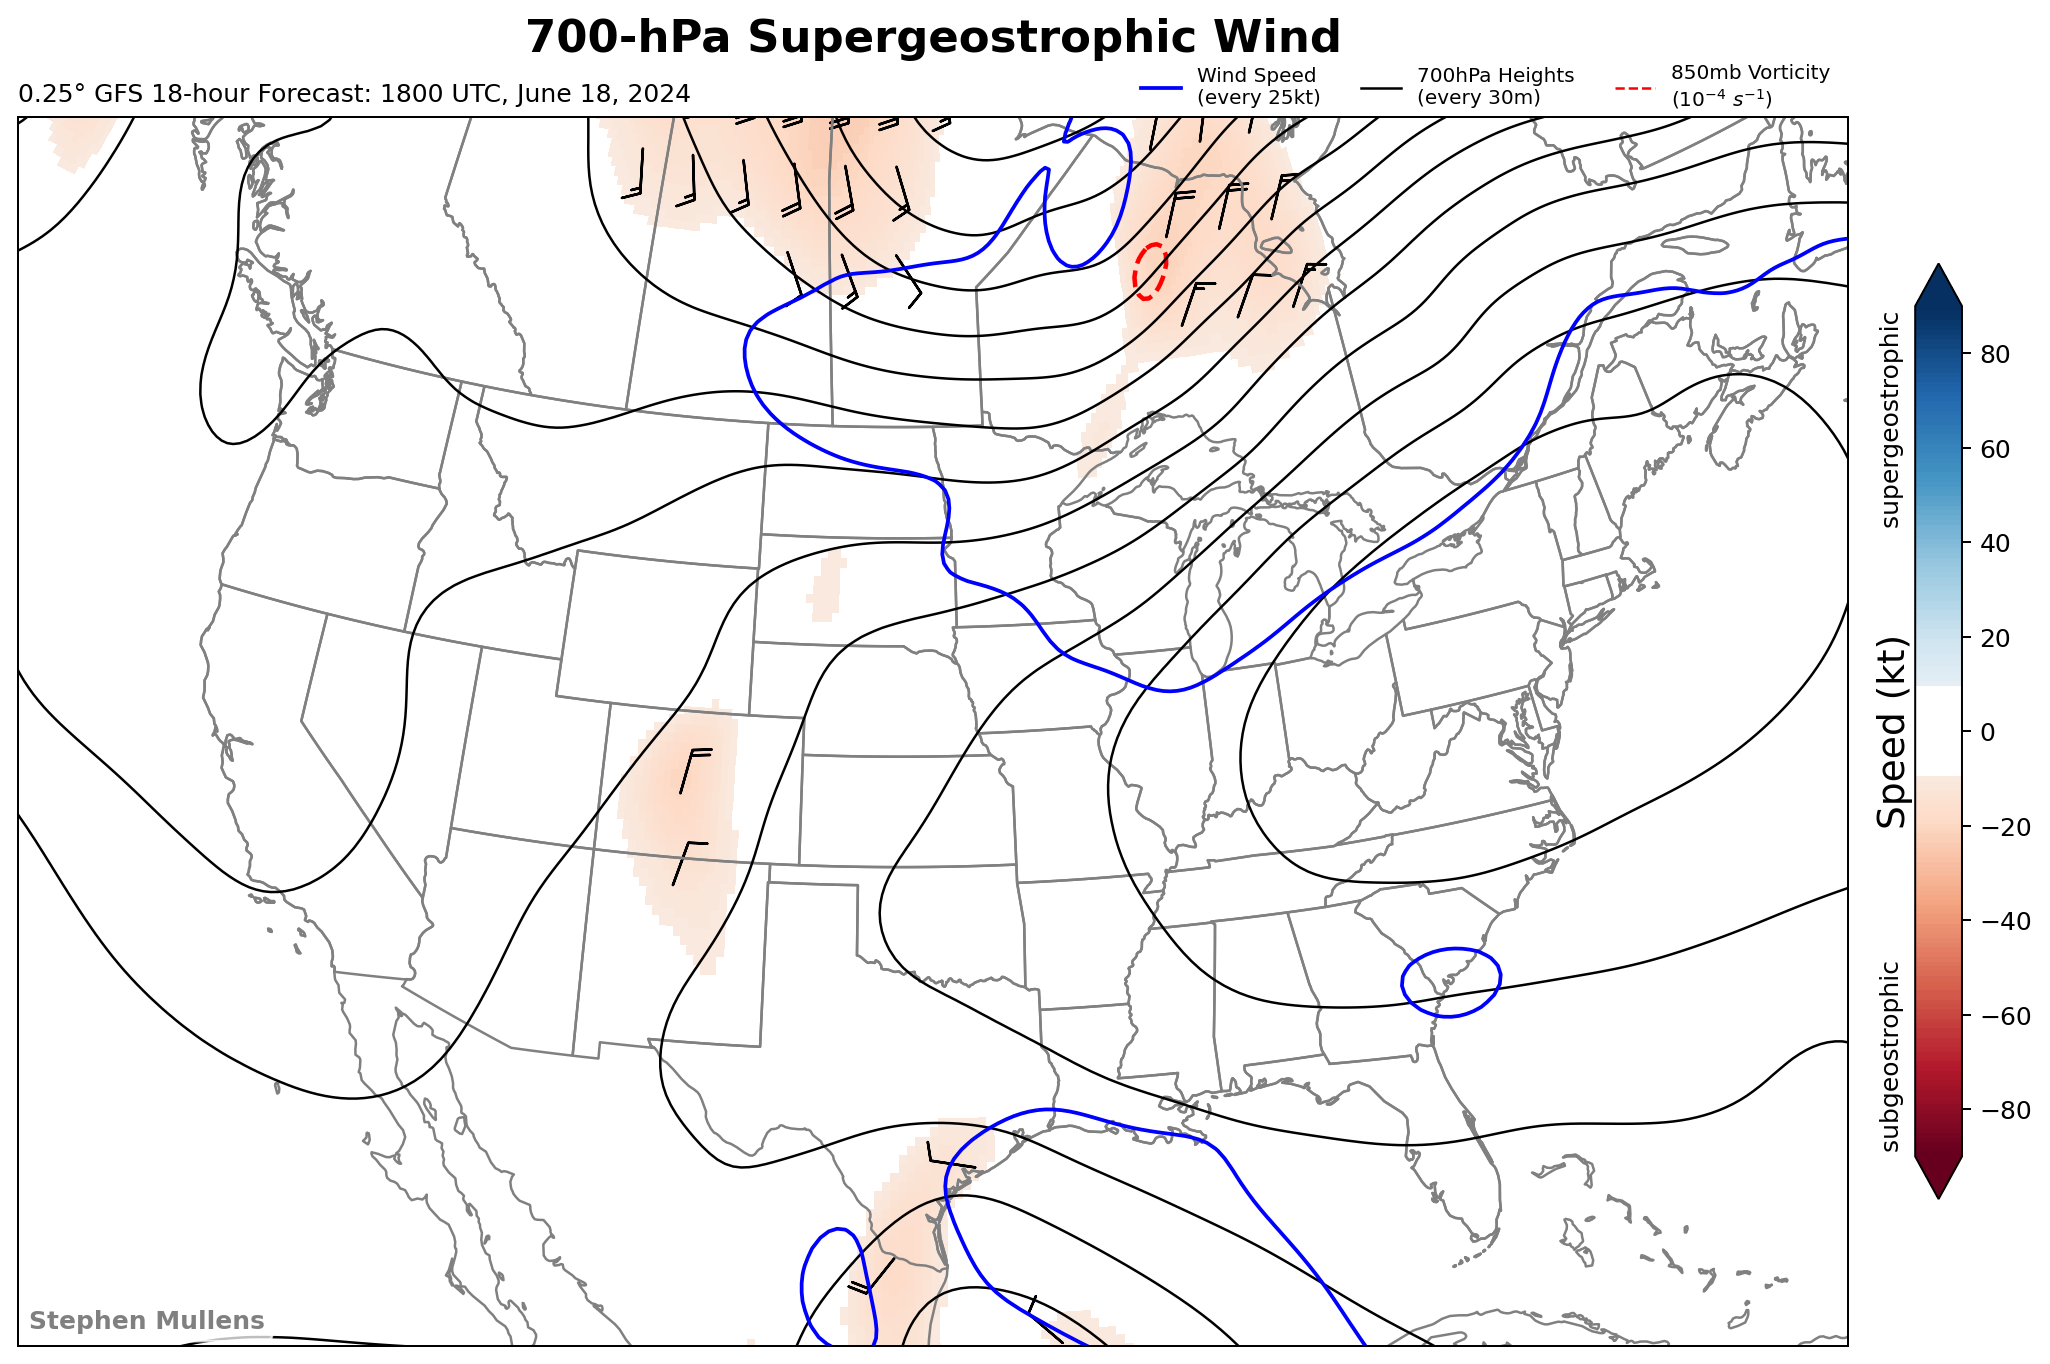 700-hPa Supergeostrophic Wind
0.25° GFS 18-hour Forecast: 1800 UTC, June 18, 2024
Wind Speed
(every 25kt)
700hPa Heights
(every 30m)
850mb Vorticity
(10⁻⁴ s⁻¹)
supergeostrophic
Speed (kt)
subgeostrophic
80
60
40
20
0
−20
−40
−60
−80
Stephen Mullens